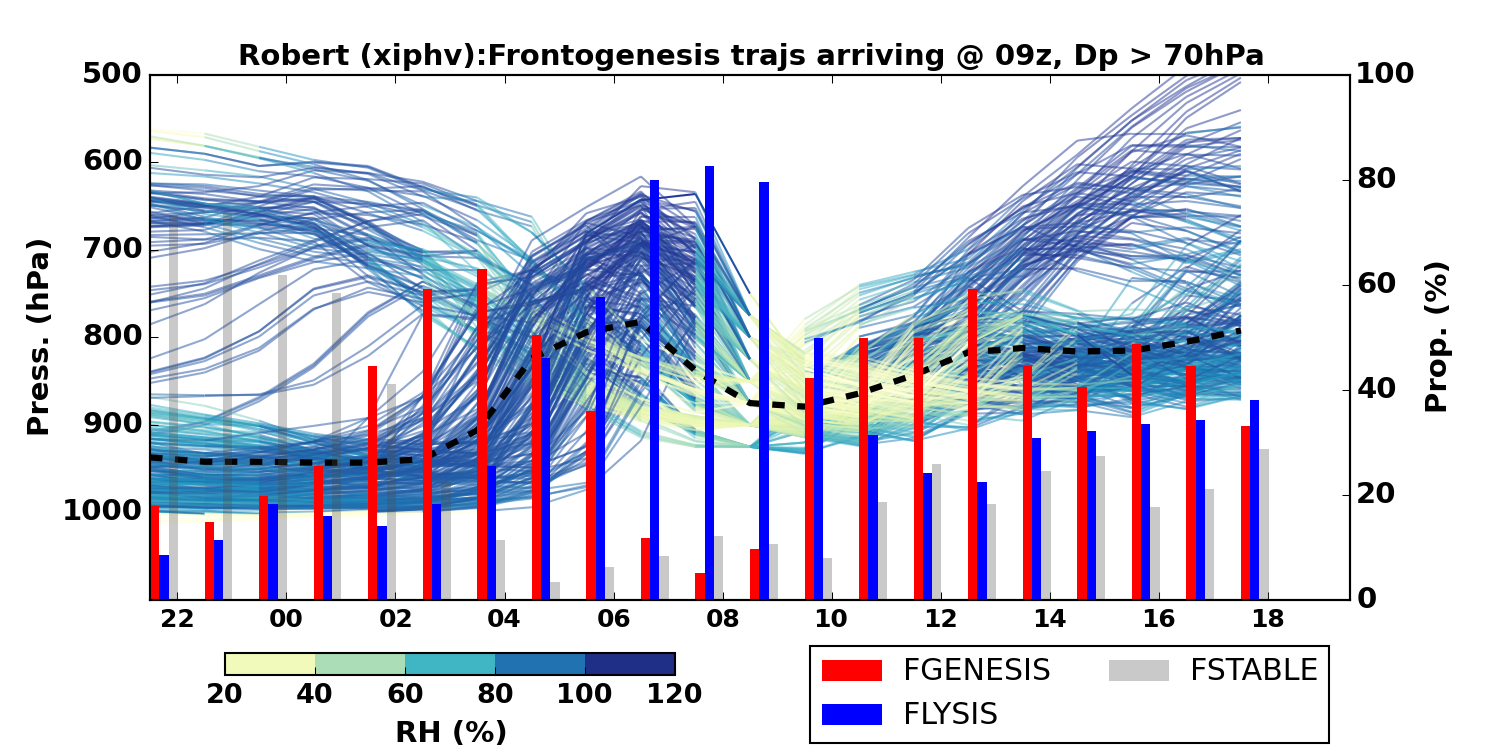 Robert (xiphv):Frontogenesis trajs arriving @ 09z, Dp > 70hPa
500
600
700
800
900
1000
Press. (hPa)
100
80
60
40
20
0
Prop. (%)
22 00 02 04 06 08 10 12 14 16 18
20 40 60 80 100 120
RH (%)
FGENESIS FSTABLE
FLYSIS